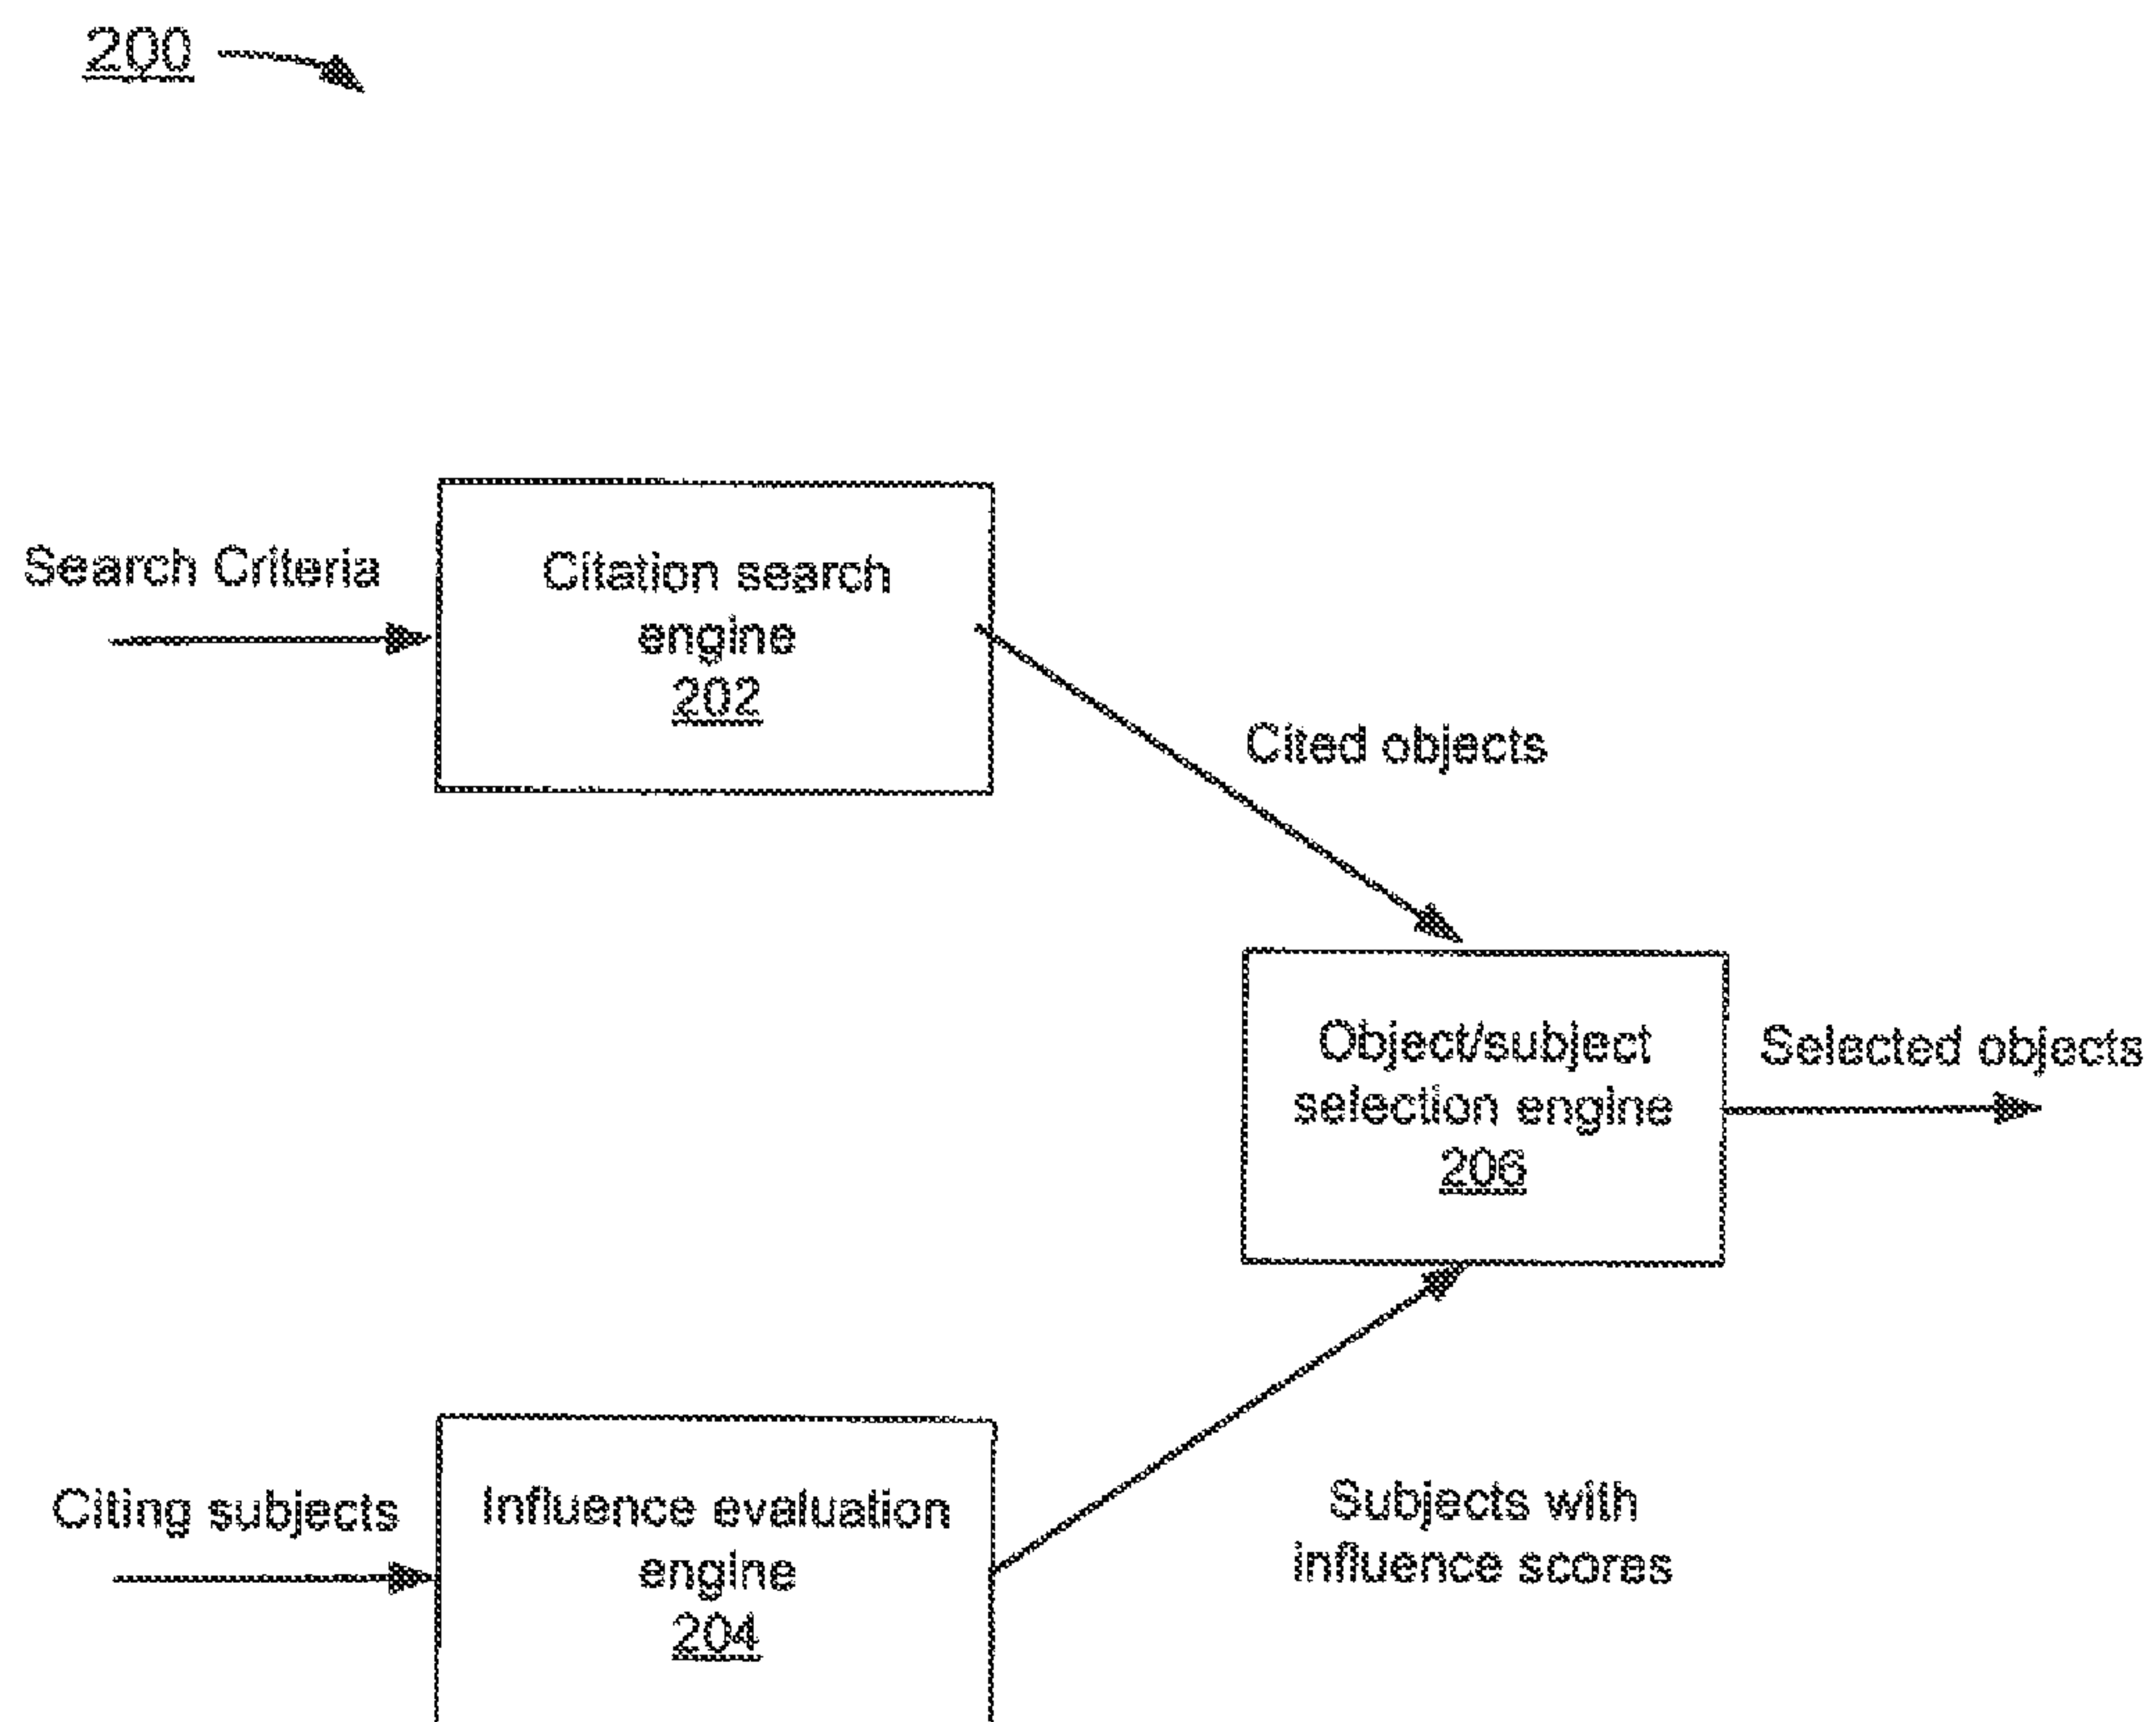 200
Search Criteria
Citation search
engine
202
Cited objects
Object/subject
selection engine
206
Selected objects
Citing subjects
Influence evaluation
engine
204
Subjects with
influence scores